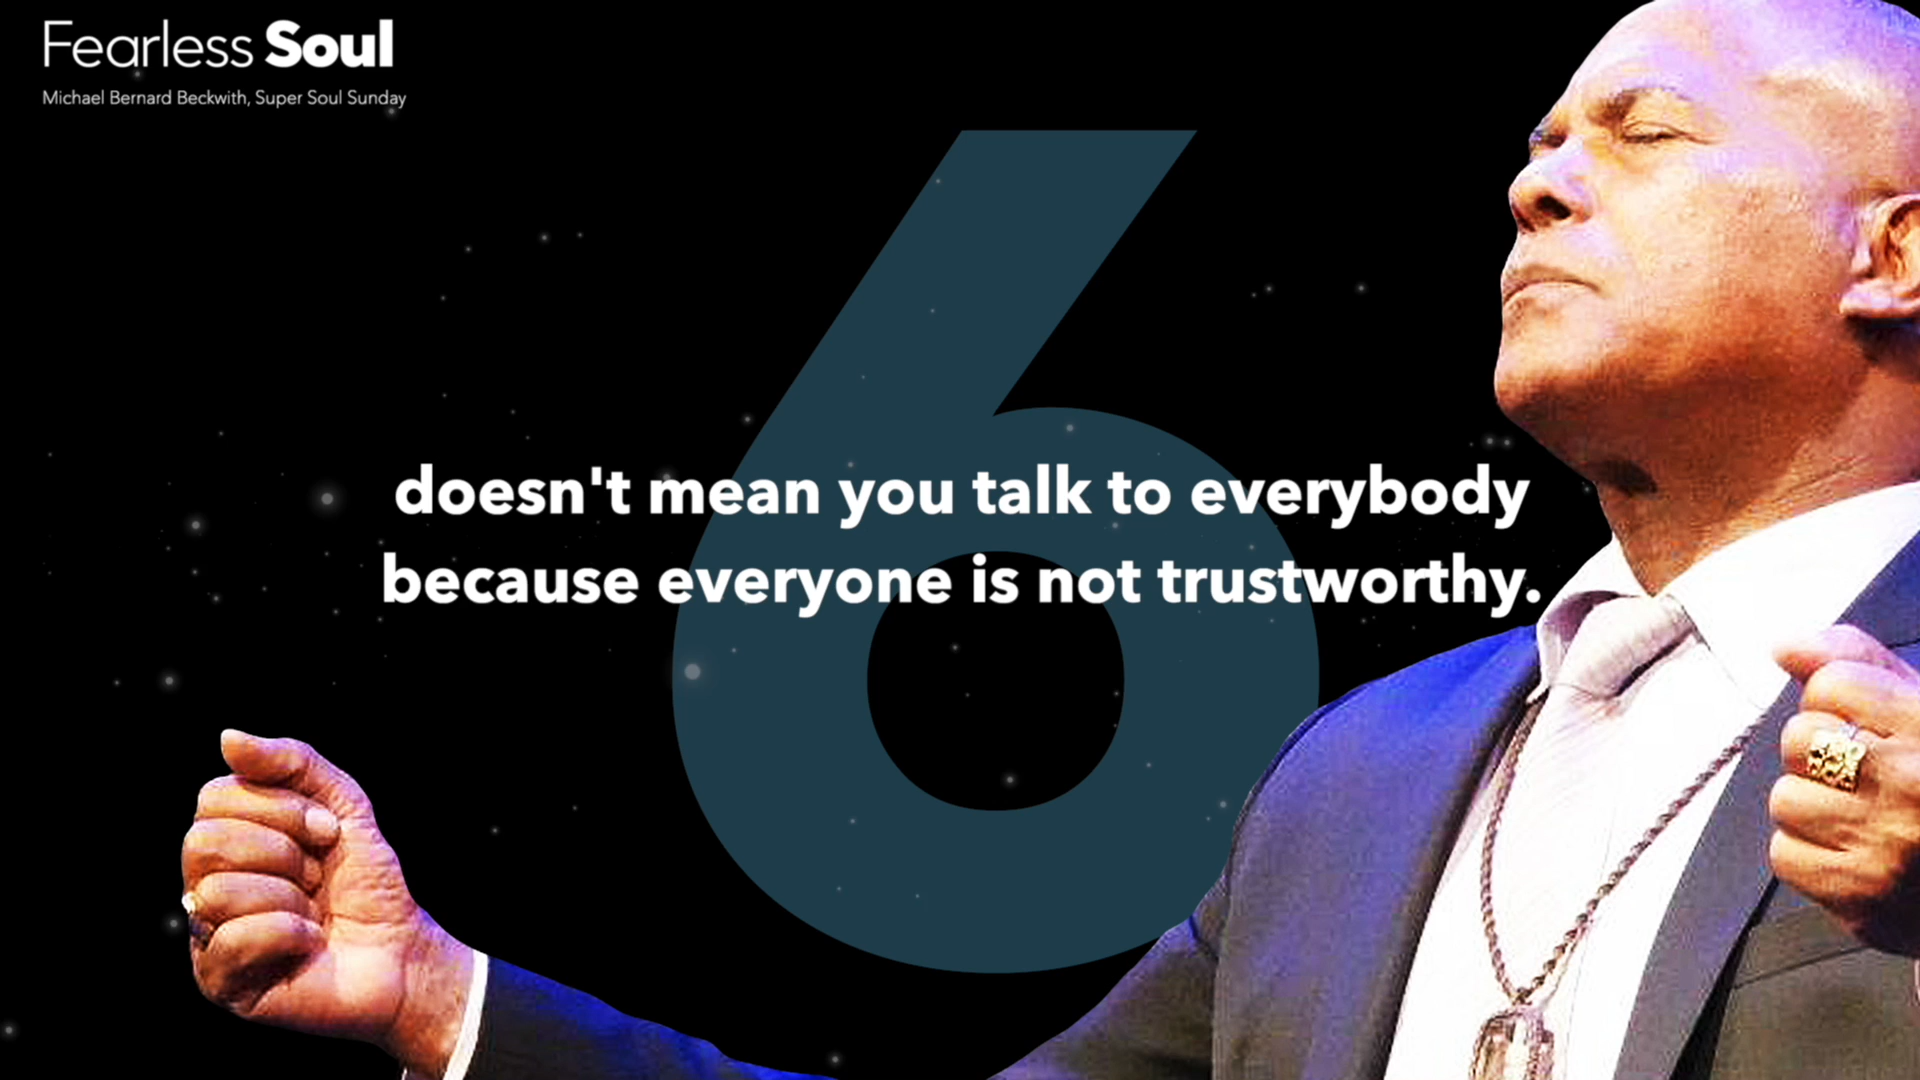 Fearless Soul
Michael Bernard Beckwith, Super Soul Sunday
6
doesn't mean you talk to everybody
because everyone is not trustworthy.